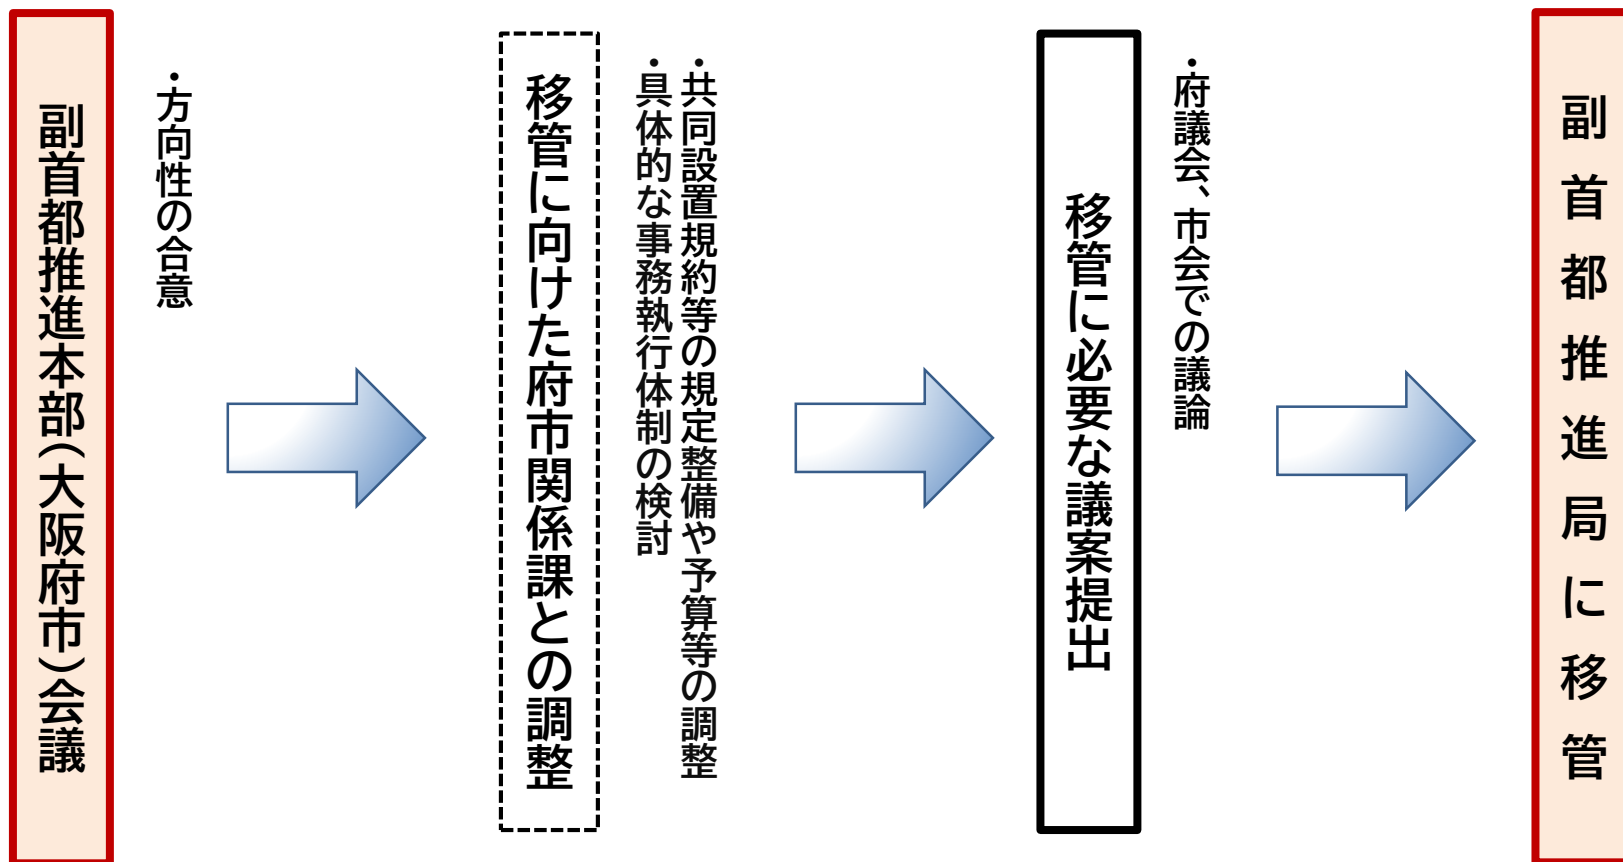 副首都推進本部(大阪府市)会議
・方向性の合意
移管に向けた府市関係課との調整
・共同設置規約等の規定整備や予算等の調整
・具体的な事務執行体制の検討
移管に必要な議案提出
・府議会、市会での議論
副首都推進局に移管